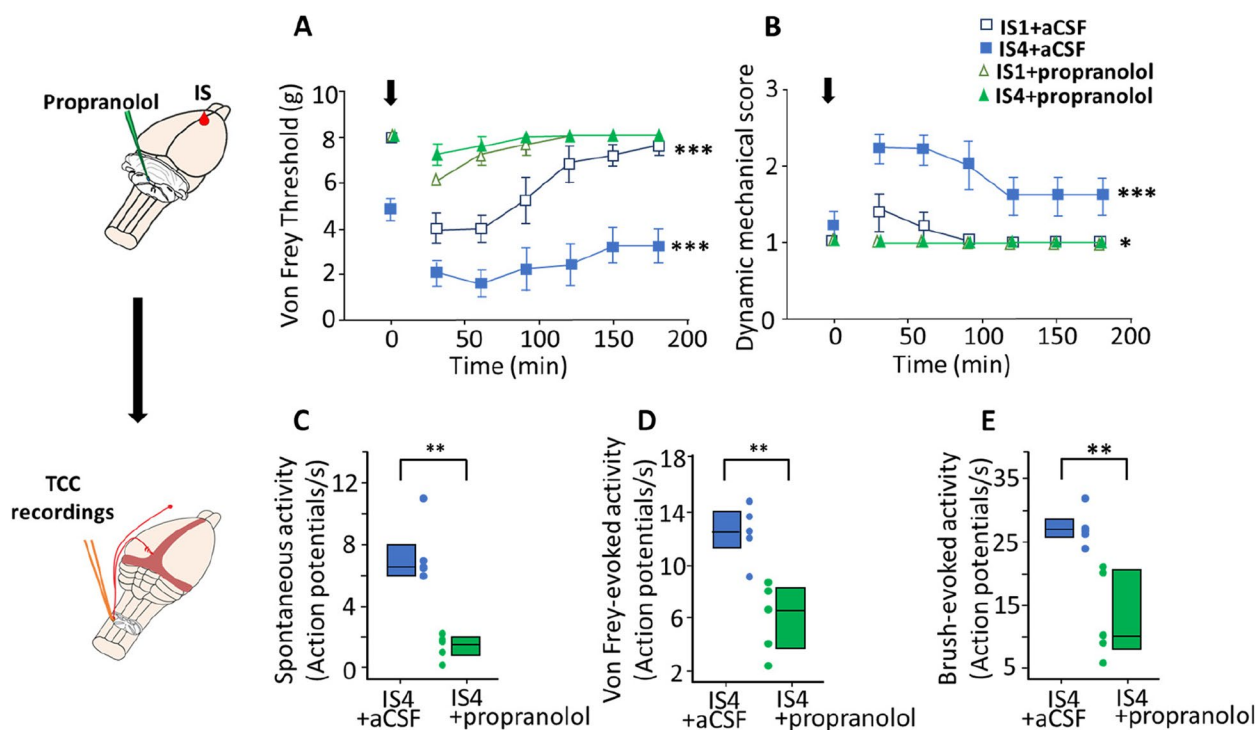 Propranolol
IS
TCC
recordings
A
Von Frey Threshold (g)
10
8
6
4
2
0
0
50
100
150
200
Time (min)
***
***
B
IS1+aCSF
IS4+aCSF
IS1+propranolol
IS4+propranolol
Dynamic mechanical score
3
2
1
0
0
50
100
150
200
Time (min)
***
*
C
Spontaneous activity
(Action potentials/s)
12
8
4
0
**
IS4
+aCSF
IS4
+propranolol
D
Von Frey-evoked activity
(Action potentials/s)
18
14
10
6
2
**
IS4
+aCSF
IS4
+propranolol
E
Brush-evoked activity
(Action potentials/s)
35
25
15
5
**
IS4
+aCSF
IS4
+propranolol